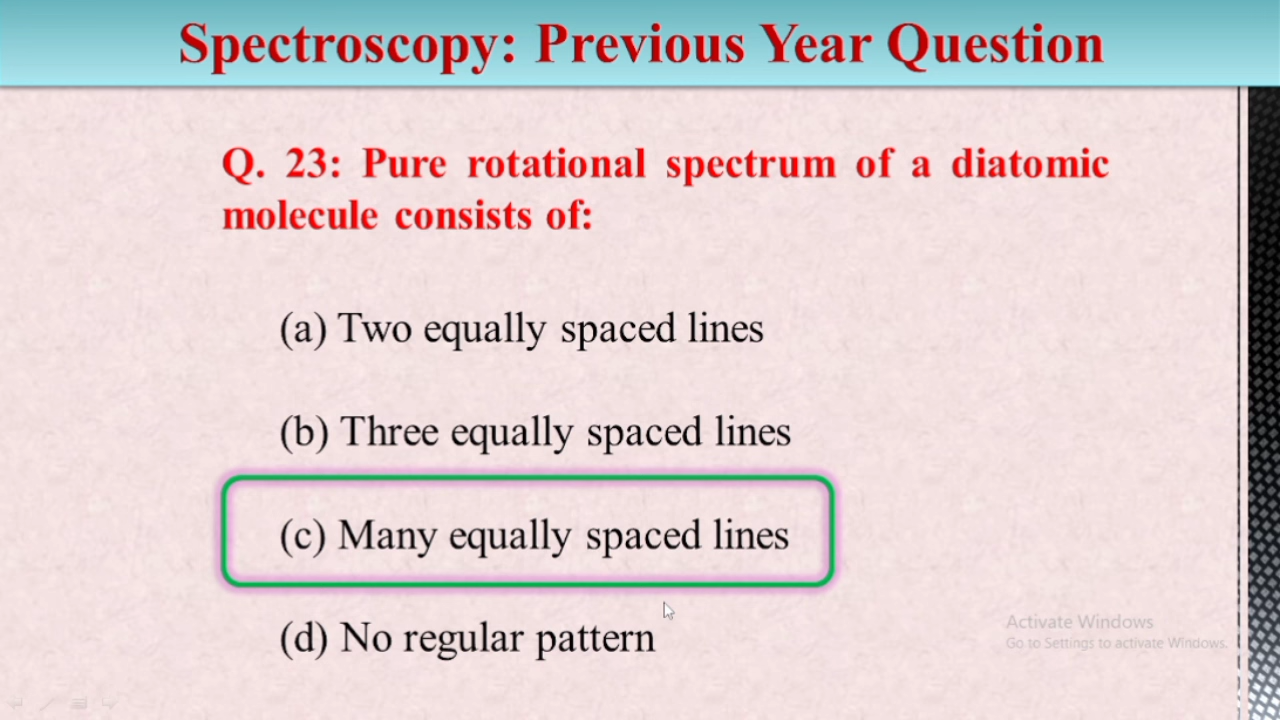 Spectroscopy: Previous Year Question
Q. 23: Pure rotational spectrum of a diatomic
molecule consists of:
(a) Two equally spaced lines
(b) Three equally spaced lines
(c) Many equally spaced lines
(d) No regular pattern
Activate Windows
Go to Settings to activate Windows.